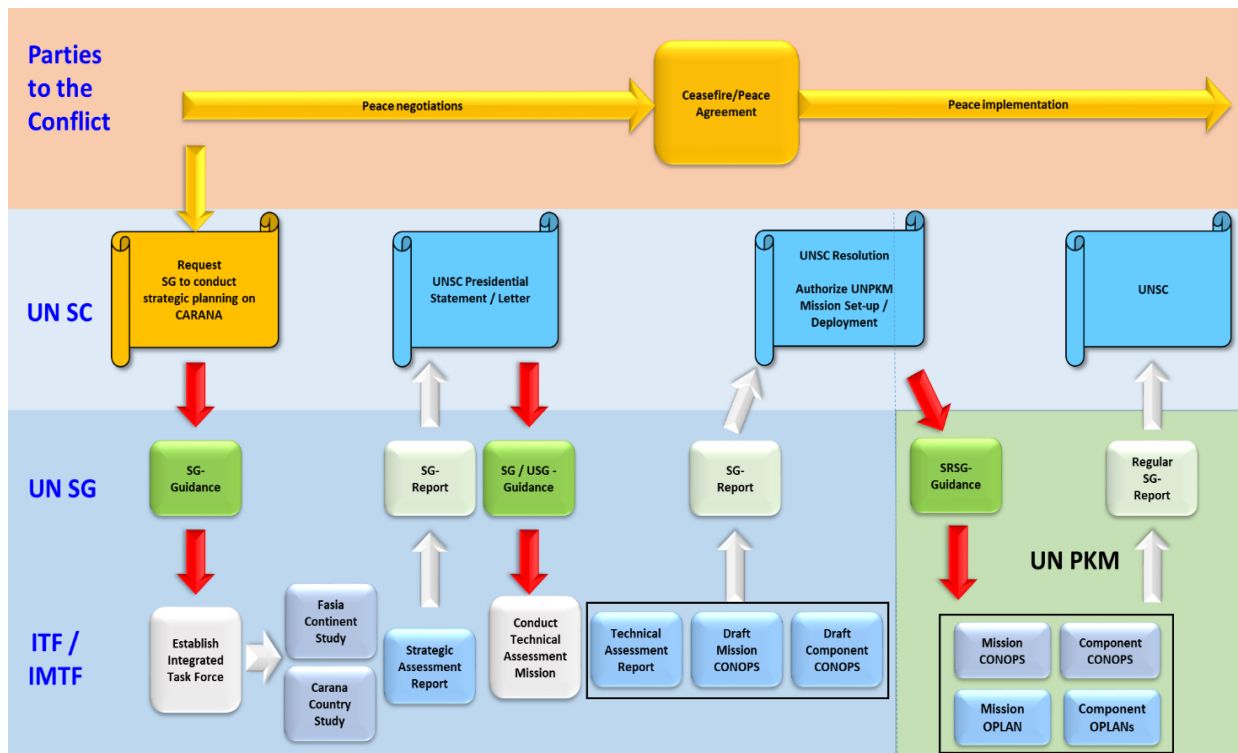 Parties
to the
Conflict
Peace negotiations
Ceasefire/Peace
Agreement
Peace implementation
UN SC
Request
SG to conduct
strategic planning on
CARANA
UNSC Presidential
Statement / Letter
UNSC Resolution
Authorize UNPKM
Mission Set-up /
Deployment
UNSC
UN SG
SG-
Guidance
SG-
Report
SG / USG -
Guidance
SG-
Report
SRSG-
Guidance
Regular
SG-
Report
UN PKM
ITF /
IMTF
Establish
Integrated
Task Force
Fasia
Continent
Study
Carana
Country
Study
Strategic
Assessment
Report
Conduct
Technical
Assessment
Mission
Technical
Assessment
Report
Draft
Mission
CONOPS
Draft
Component
CONOPS
Mission
CONOPS
Component
CONOPS
Mission
OPLAN
Component
OPLANs